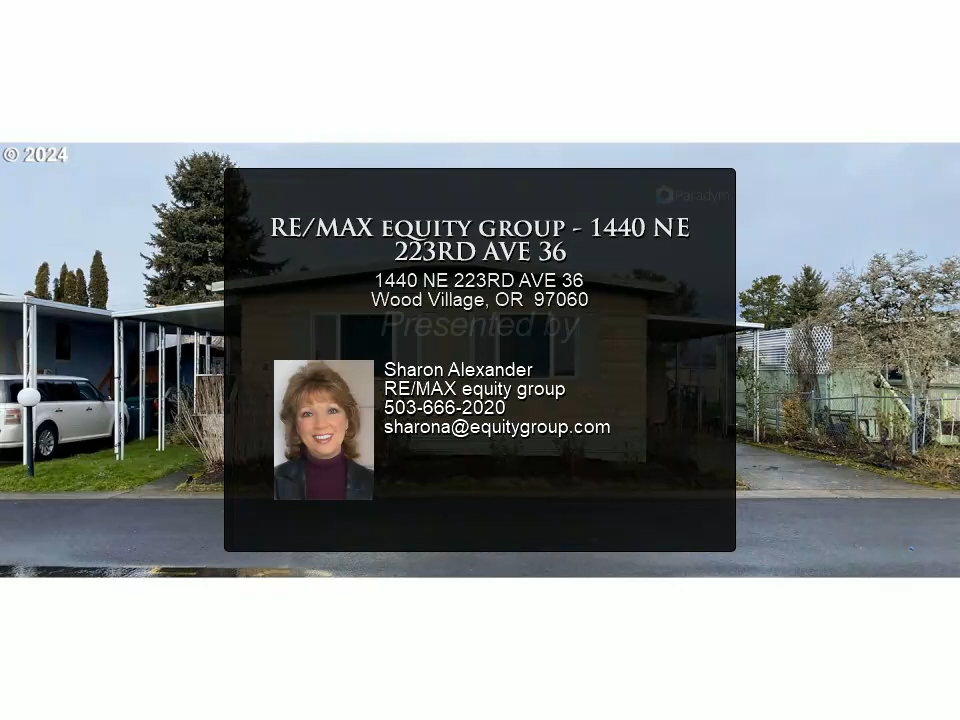 © 2024
Paradym
RE/MAX EQUITY GROUP - 1440 NE
223RD AVE 36
1440 NE 223RD AVE 36
Wood Village, OR 97060
Presented by
Sharon Alexander
RE/MAX equity group
503-666-2020
sharona@equitygroup.com